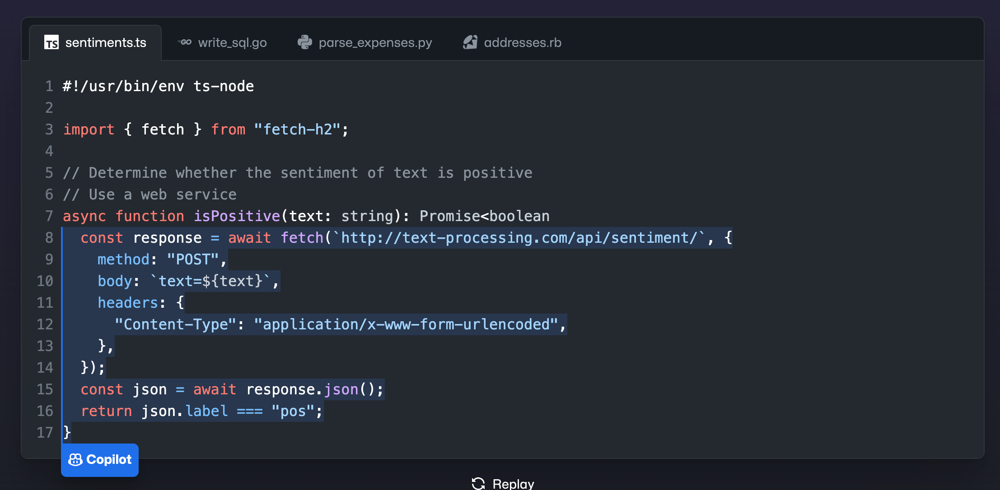 TS sentiments.ts GO write_sql.go parse_expenses.py addresses.rb
1 #!/usr/bin/env ts-node
2
3 import { fetch } from "fetch-h2";
4
5 // Determine whether the sentiment of text is positive
6 // Use a web service
7 async function isPositive(text: string): Promise<boolean
8   const response = await fetch(`http://text-processing.com/api/sentiment/`, {
9     method: "POST",
10     body: `text=${text}`,
11     headers: {
12       "Content-Type": "application/x-www-form-urlencoded",
13     },
14   });
15   const json = await response.json();
16   return json.label === "pos";
17 }
Copilot
Replay